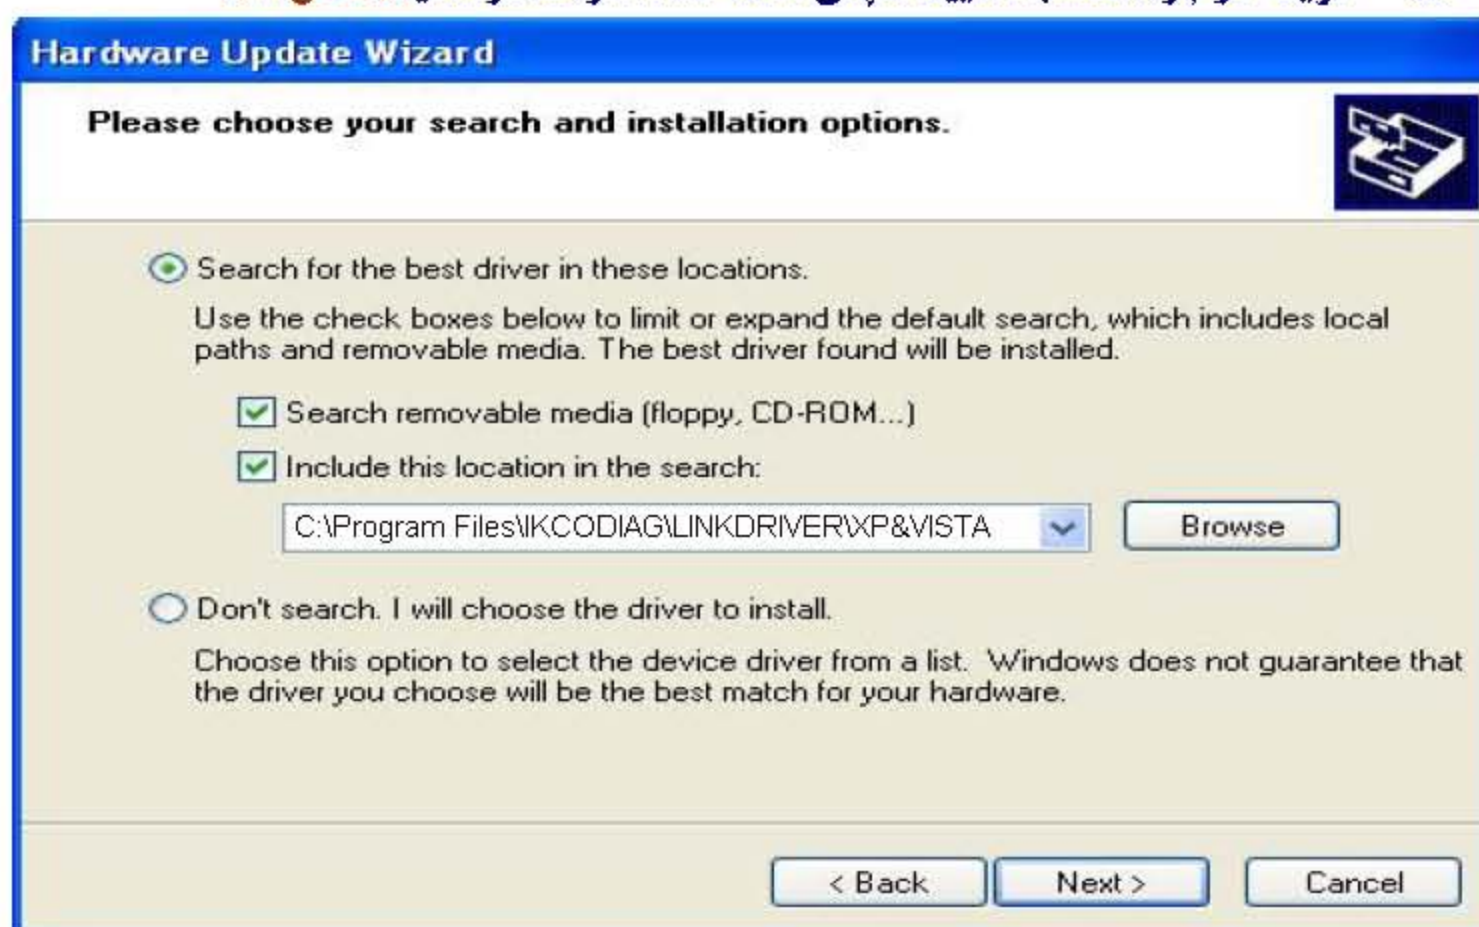 Hardware Update Wizard
Please choose your search and installation options.
Search for the best driver in these locations.
Use the check boxes below to limit or expand the default search, which includes local
paths and removable media. The best driver found will be installed.
Search removable media (floppy, CD-ROM...)
Include this location in the search:
C:\Program Files\IKCODIAG\LINKDRIVER\XP&VISTA
Browse
Don't search. I will choose the driver to install.
Choose this option to select the device driver from a list. Windows does not guarantee that
the driver you choose will be the best match for your hardware.
< Back
Next >
Cancel